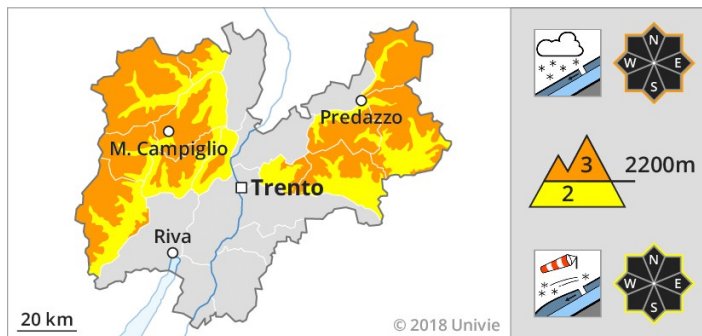 N
W E
S
Predazzo
M. Campiglio
3 2200m
2
Trento
Riva
N
W E
S
20 km
© 2018 Univie